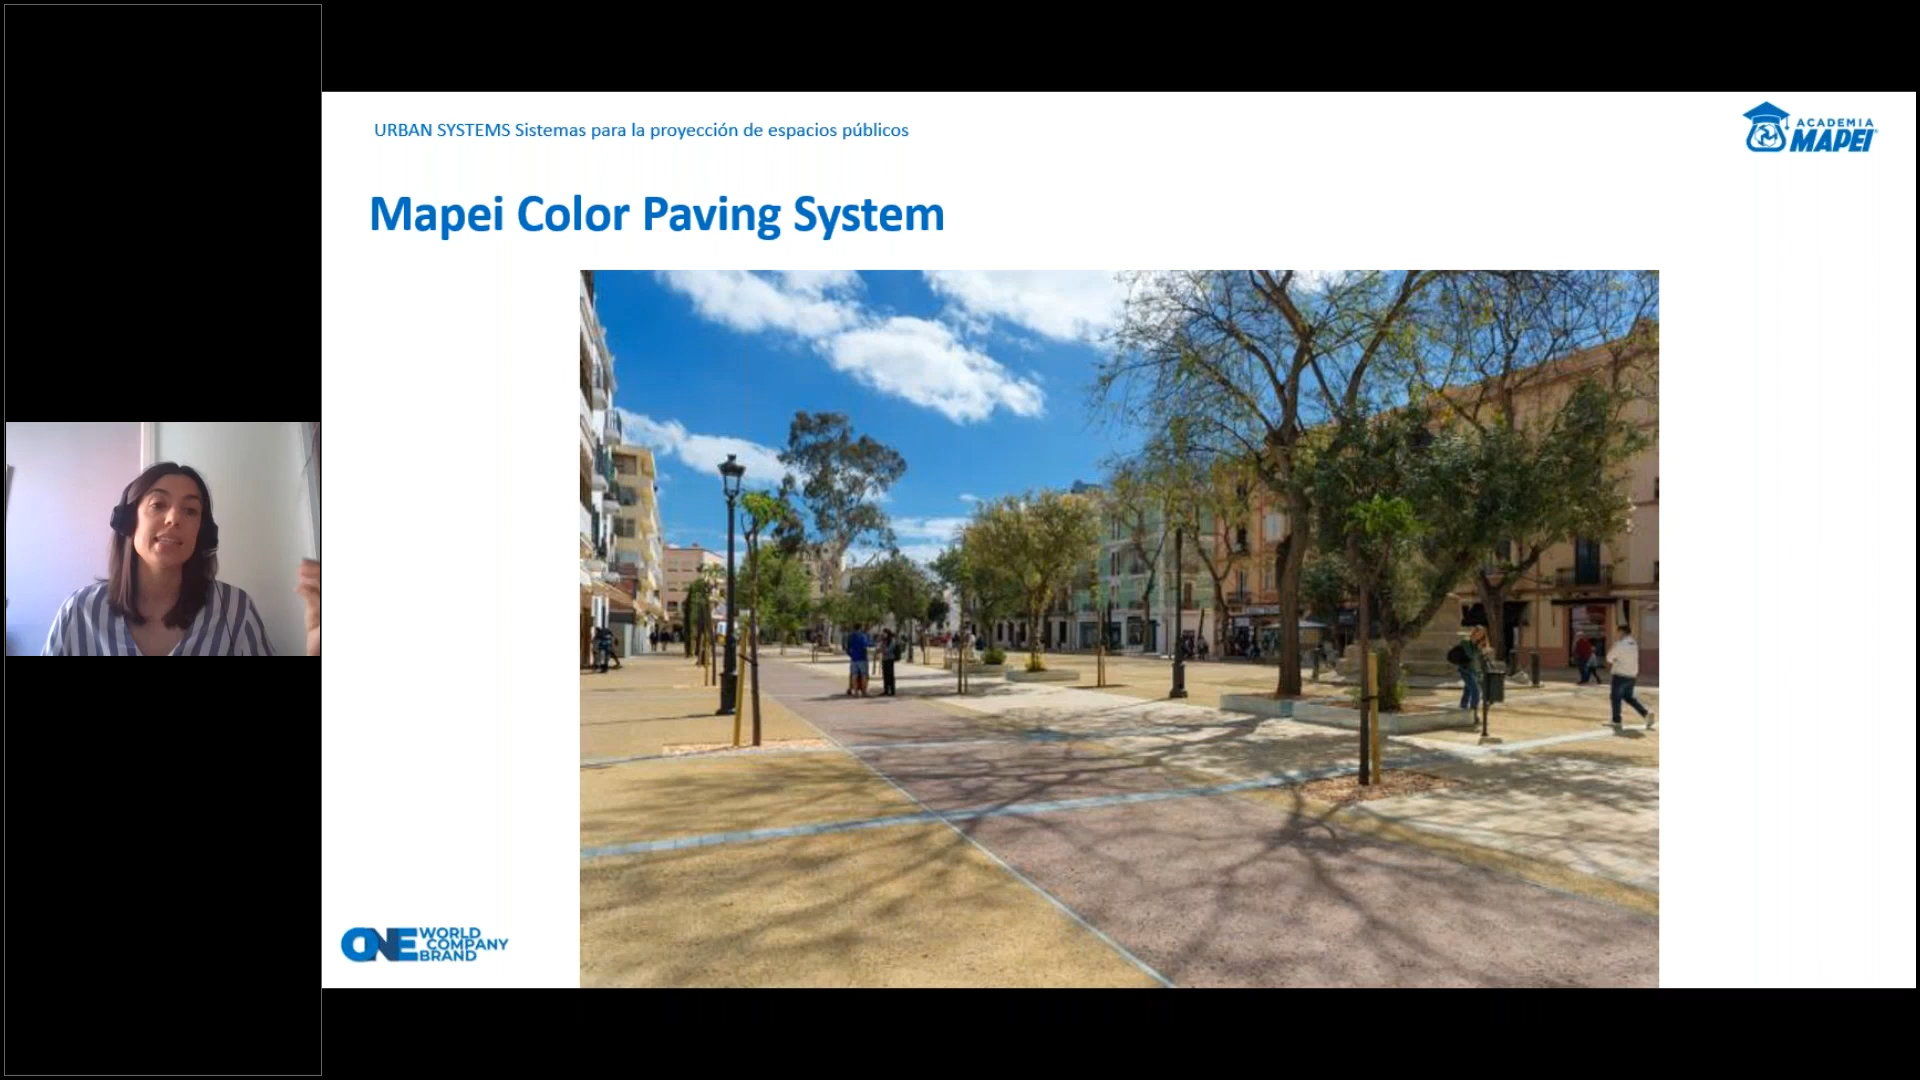 URBAN SYSTEMS Sistemas para la proyección de espacios públicos
ACADEMIA
MAPEI
Mapei Color Paving System
ONE WORLD
COMPANY
BRAND